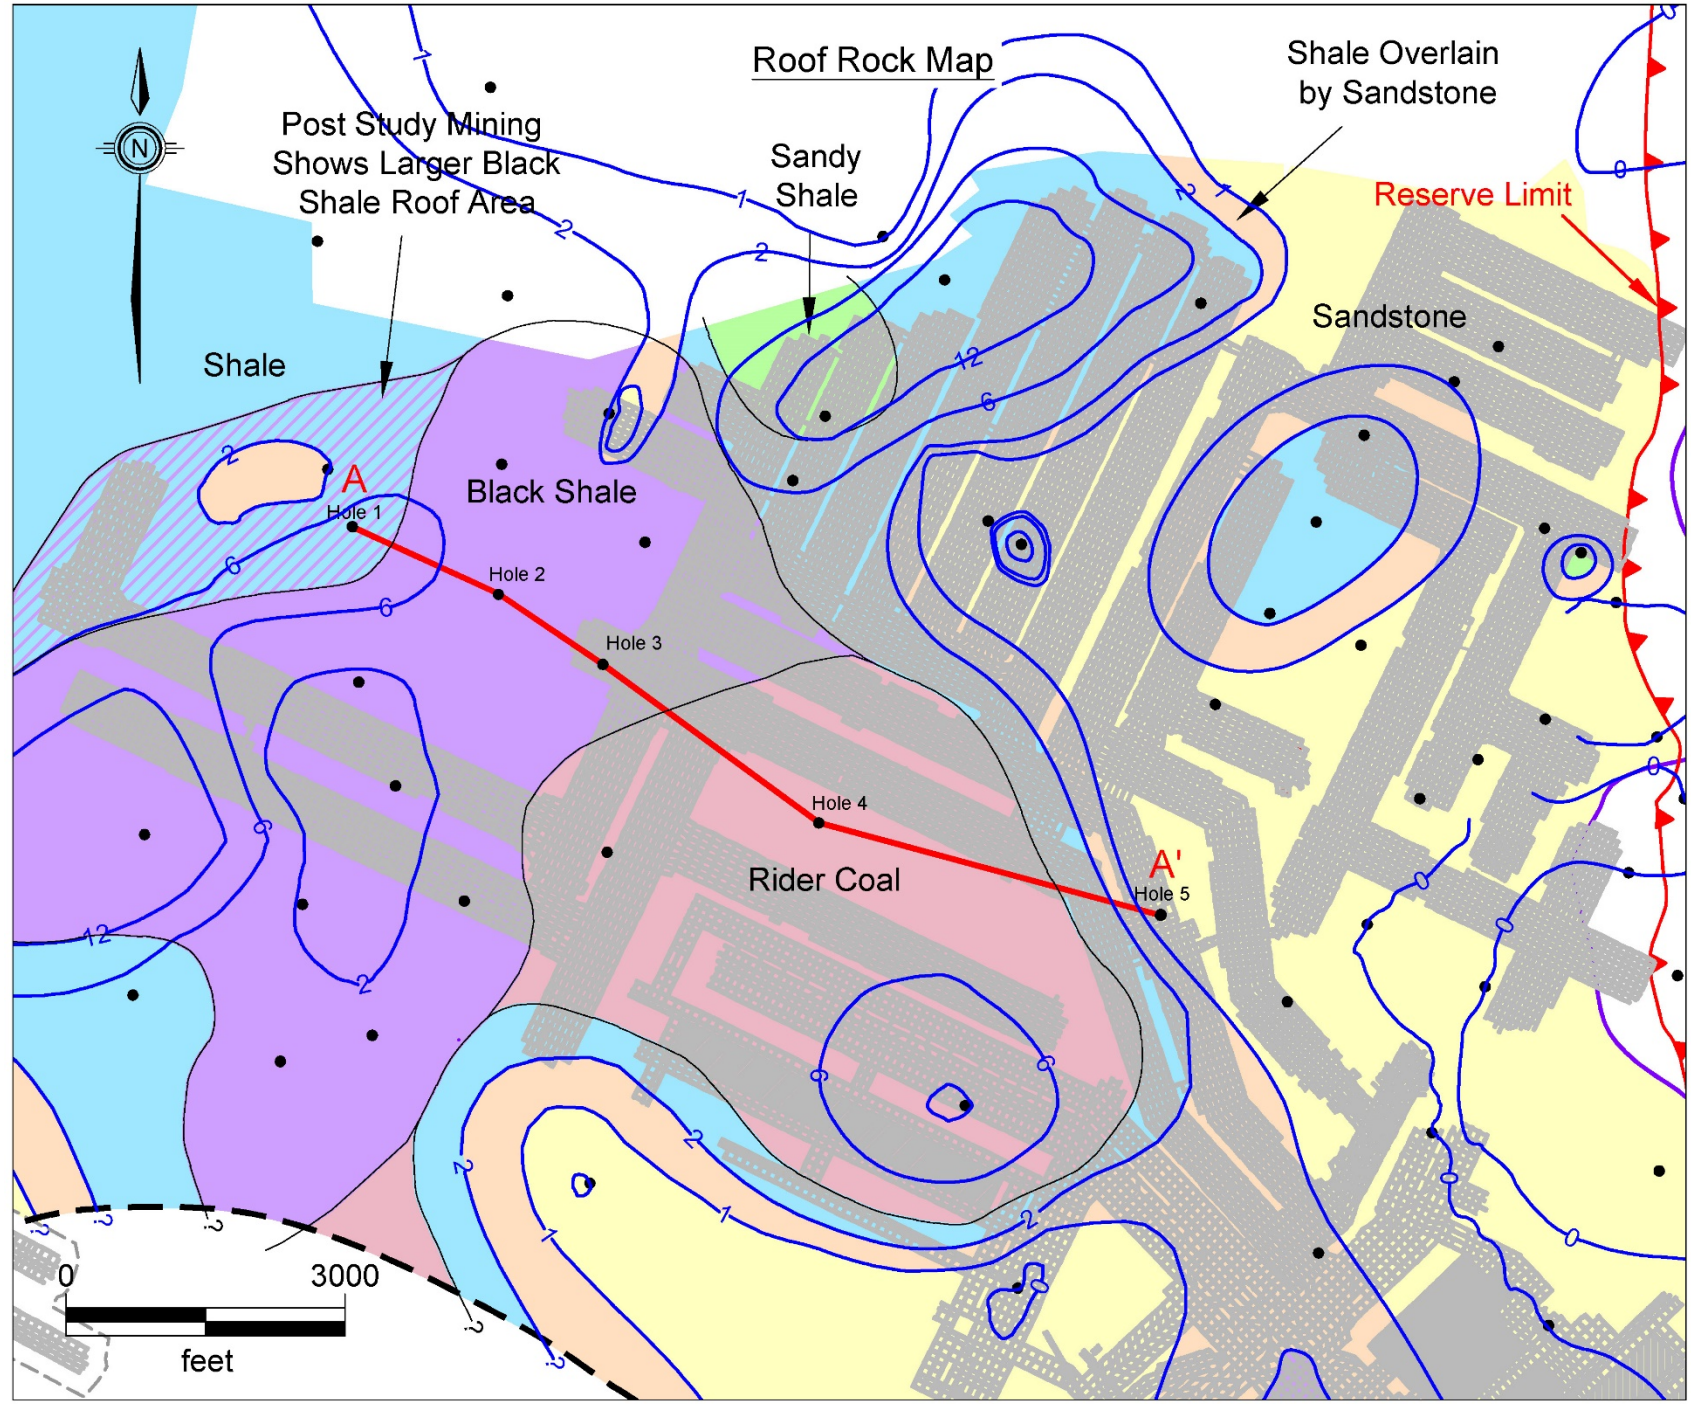 Roof Rock Map
Shale Overlain
by Sandstone
Post Study Mining
Shows Larger Black
Shale Roof Area
Sandy
Shale
N
Reserve Limit
Sandstone
Shale
Black Shale
A
Hole 1
Hole 2
Hole 3
Hole 4
Rider Coal
A'
Hole 5
1
0
0
2
1
1
2
2
12
6
2
6
6
6
12
2
0
0
0
6
6
2
2
1
1
2
0
0
0
?
?
?
?
?
0
3000
feet